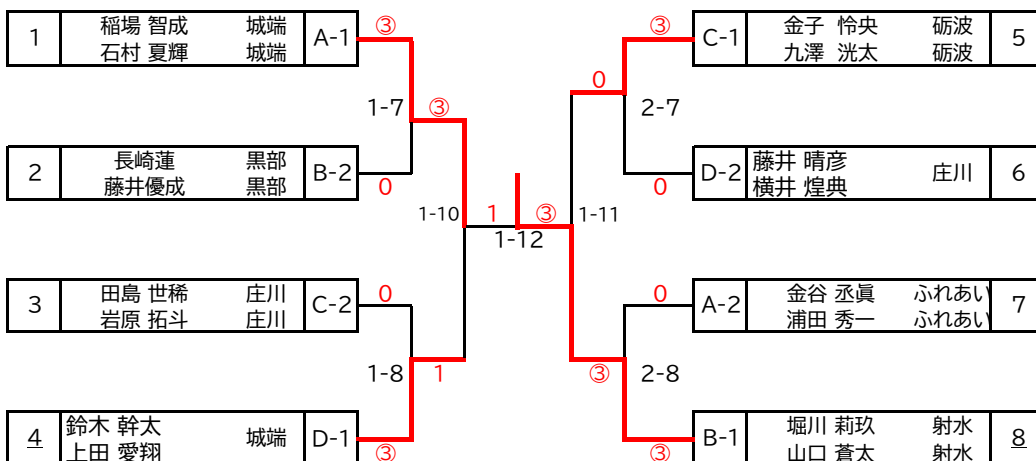 1 稲場 智成 城端 A-1
石村 夏輝 城端
③
1-7 ③
2 長崎蓮 黒部 B-2
藤井優成 黒部
0
1-10 1
3 田島 世稀 庄川 C-2
岩原 拓斗 庄川
0
1-8 1
4 鈴木 幹太 城端 D-1
上田 愛翔
③
1-12 ③
③ C-1 金子 怜央 砺波 5
九澤 洸太 砺波
0 2-7
0 D-2 藤井 晴彦 庄川 6
横井 煌典
1-11
0 A-2 金谷 丞眞 ふれあい 7
浦田 秀一 ふれあい
③ 2-8
③ B-1 堀川 莉玖 射水 8
山口 蒼太 射水